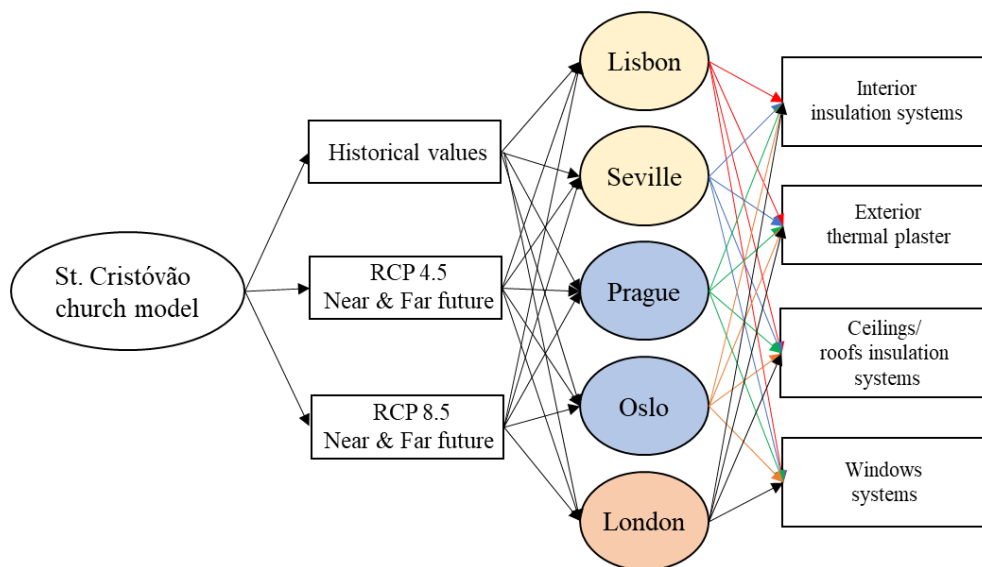 St. Cristóvão
church model
Historical values
RCP 4.5
Near & Far future
RCP 8.5
Near & Far future
Lisbon
Seville
Prague
Oslo
London
Interior
insulation systems
Exterior
thermal plaster
Ceilings/
roofs insulation
systems
Windows
systems